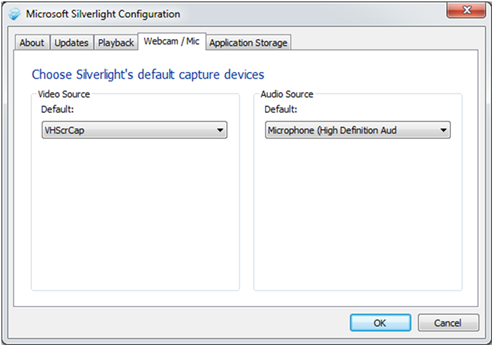 Microsoft Silverlight Configuration
About Updates Playback Webcam / Mic Application Storage
Choose Silverlight's default capture devices
Video Source Audio Source
Default: Default:
VHScrCap Microphone (High Definition Aud
OK Cancel